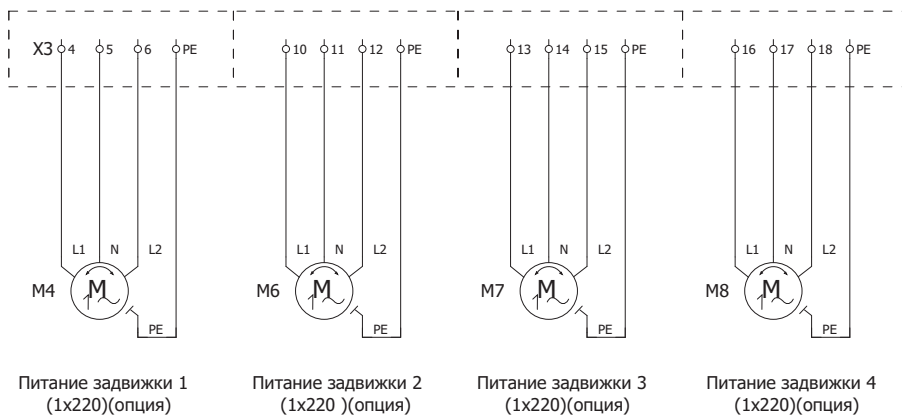 X3 4 5 6 PE 10 11 12 PE 13 14 15 PE 16 17 18 PE
L1 N L2 L1 N L2 L1 N L2 L1 N L2
M4 M M6 M M7 M M8 M
PE PE PE PE
Питание задвижки 1
(1x220)(опция)
Питание задвижки 2
(1x220 )(опция)
Питание задвижки 3
(1x220)(опция)
Питание задвижки 4
(1x220)(опция)